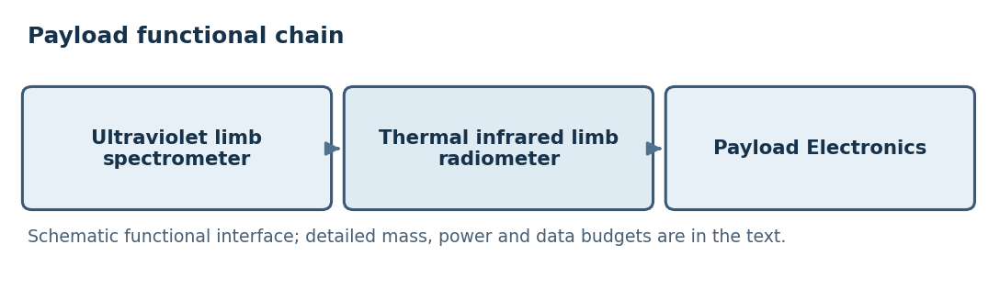 Payload functional chain
Ultraviolet limb
spectrometer
Thermal infrared limb
radiometer
Payload Electronics
Schematic functional interface; detailed mass, power and data budgets are in the text.